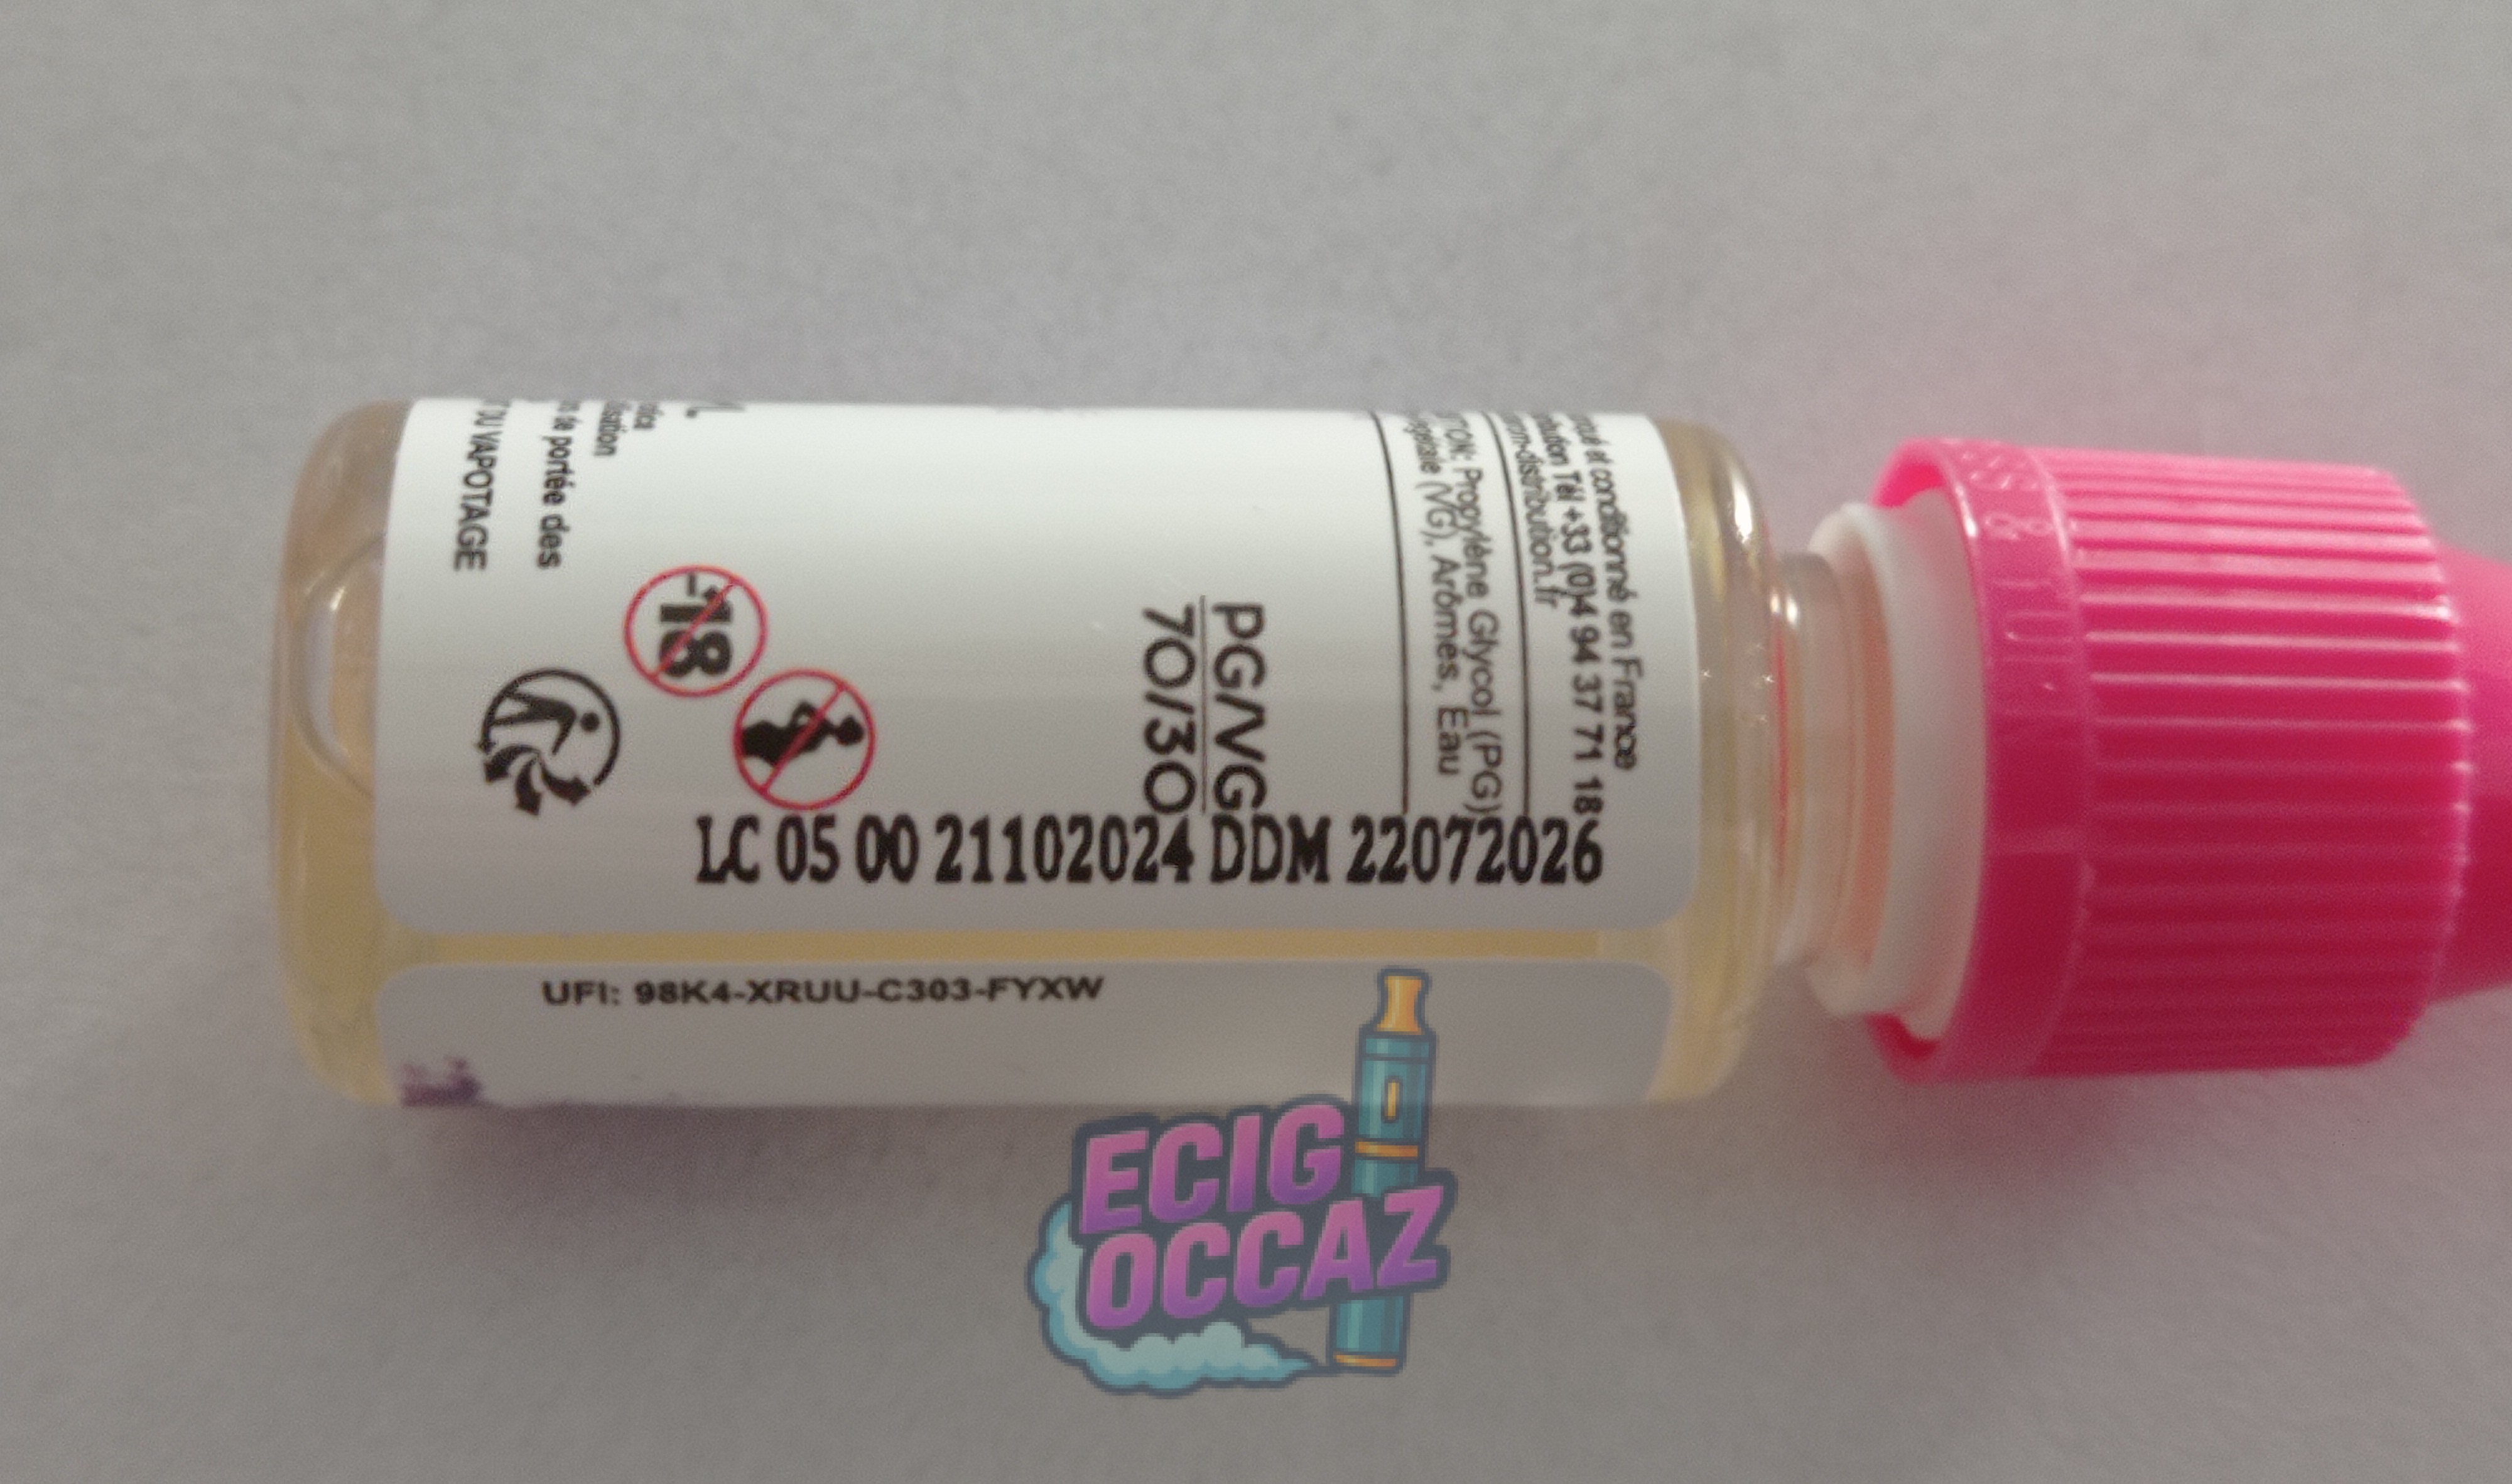 conditionné en France
Tél +33 (0)4 94 37 71 18
distribution.fr
Propylène Glycol (PG)
(VG), Arômes, Eau
PG/VG
70/30
-18
de portée des
DU VAPOTAGE
LC 05 00 21102024 DDM 22072026
UFI: 98K4-XRUU-C303-FYXW
ECIG
OCCAZ